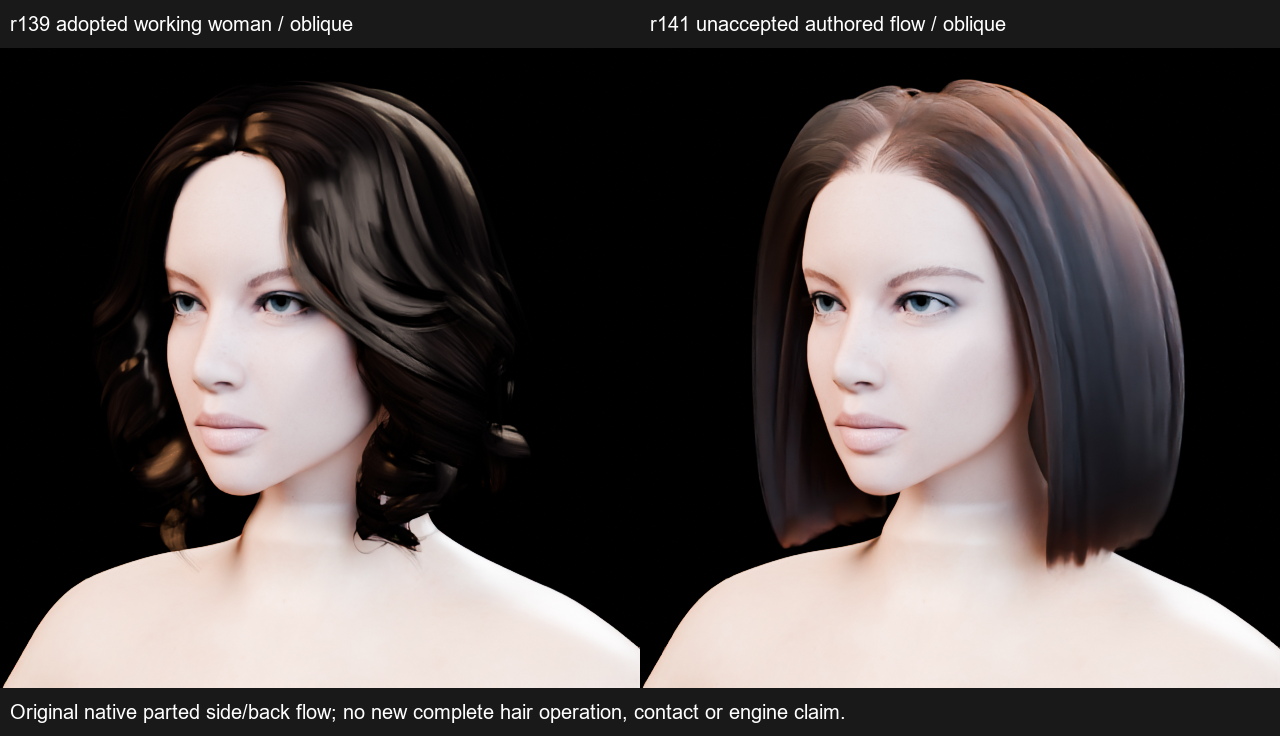 r139 adopted working woman / oblique
r141 unaccepted authored flow / oblique
Original native parted side/back flow; no new complete hair operation, contact or engine claim.